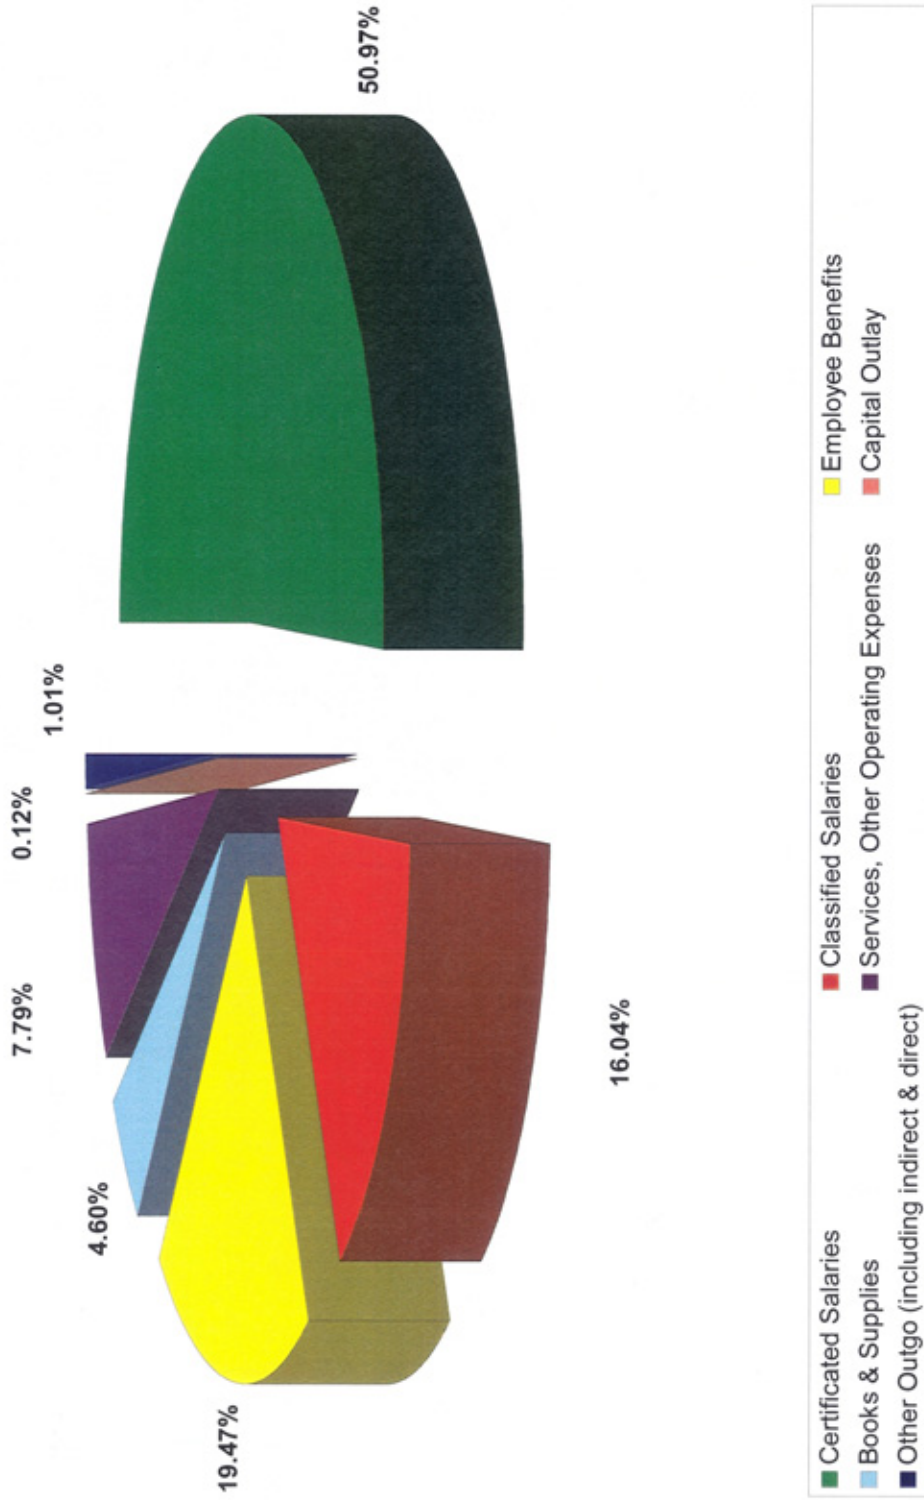 50.97%
1.01%
0.12%
7.79%
4.60%
19.47%
16.04%
Certificated Salaries
Classified Salaries
Employee Benefits
Books & Supplies
Services, Other Operating Expenses
Capital Outlay
Other Outgo (including indirect & direct)